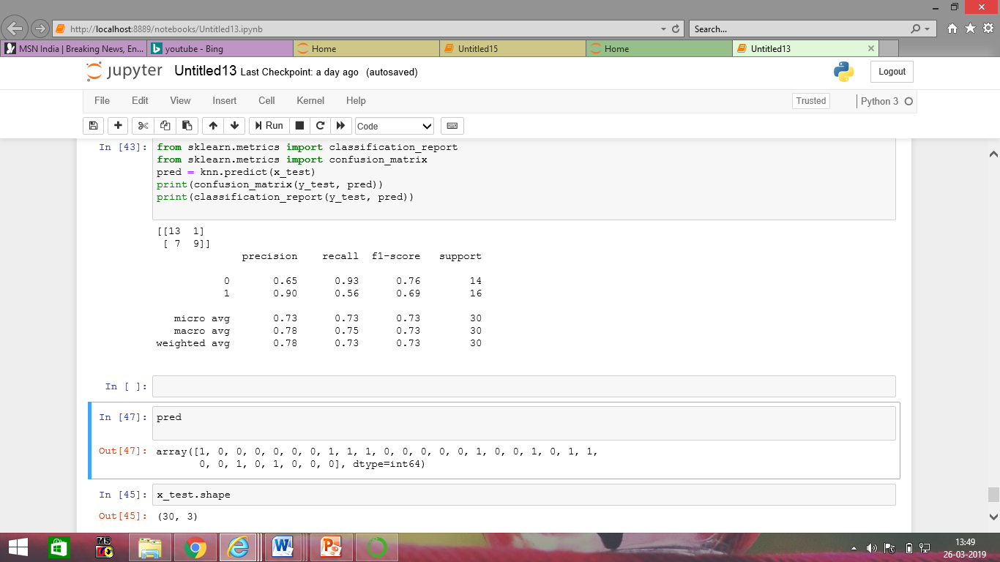 http://localhost:8889/notebooks/Untitled13.ipynb
Search...
MSN India | Breaking News, En...
youtube - Bing
Home
Untitled15
Home
Untitled13
jupyter Untitled13 Last Checkpoint: a day ago (autosaved)
Logout
File Edit View Insert Cell Kernel Help
Trusted
Python 3
Run
Code
In [43]:
from sklearn.metrics import classification_report
from sklearn.metrics import confusion_matrix
pred = knn.predict(x_test)
print(confusion_matrix(y_test, pred))
print(classification_report(y_test, pred))
[[13  1]
 [ 7  9]]
              precision    recall  f1-score   support
           0       0.65      0.93      0.76        14
           1       0.90      0.56      0.69        16
   micro avg       0.73      0.73      0.73        30
   macro avg       0.78      0.75      0.73        30
weighted avg       0.78      0.73      0.73        30
In [ ]:
In [47]: pred
Out[47]: array([1, 0, 0, 0, 0, 0, 0, 1, 1, 1, 0, 0, 0, 0, 0, 1, 0, 0, 1, 0, 1, 1,
       0, 0, 1, 0, 1, 0, 0, 0], dtype=int64)
In [45]: x_test.shape
Out[45]: (30, 3)
MS
13:49
26-03-2019